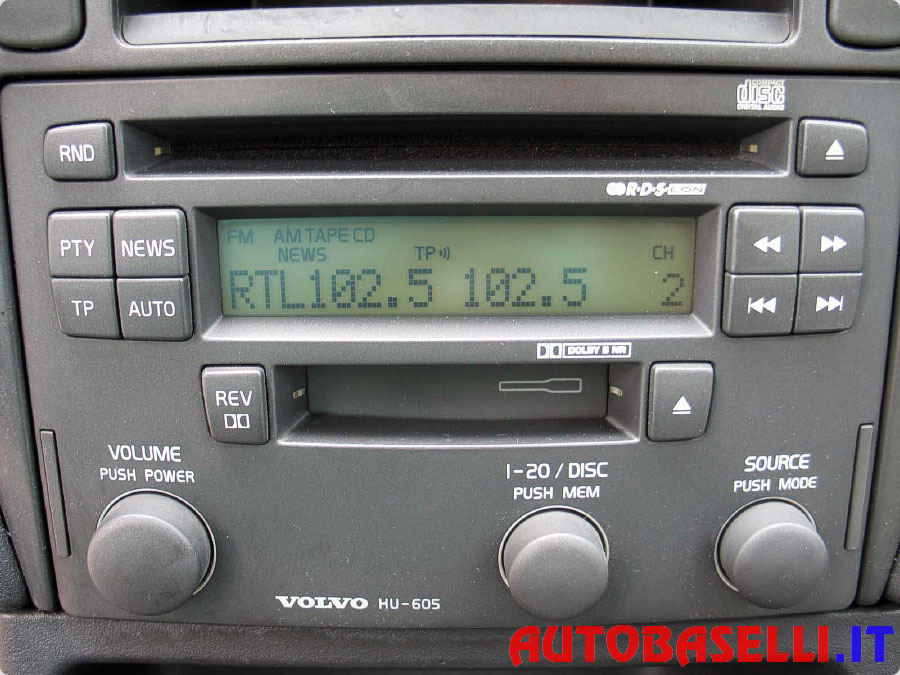 COMPACT
disc
DIGITAL AUDIO
RND
R·D·S EON
PTY NEWS
TP AUTO
FM AM TAPE CD
NEWS TP CH
RTL102.5 102.5 2
DOLBY B NR
REV
VOLUME
PUSH POWER
1-20 / DISC
PUSH MEM
SOURCE
PUSH MODE
VOLVO HU-605
AUTOBASELLI.IT